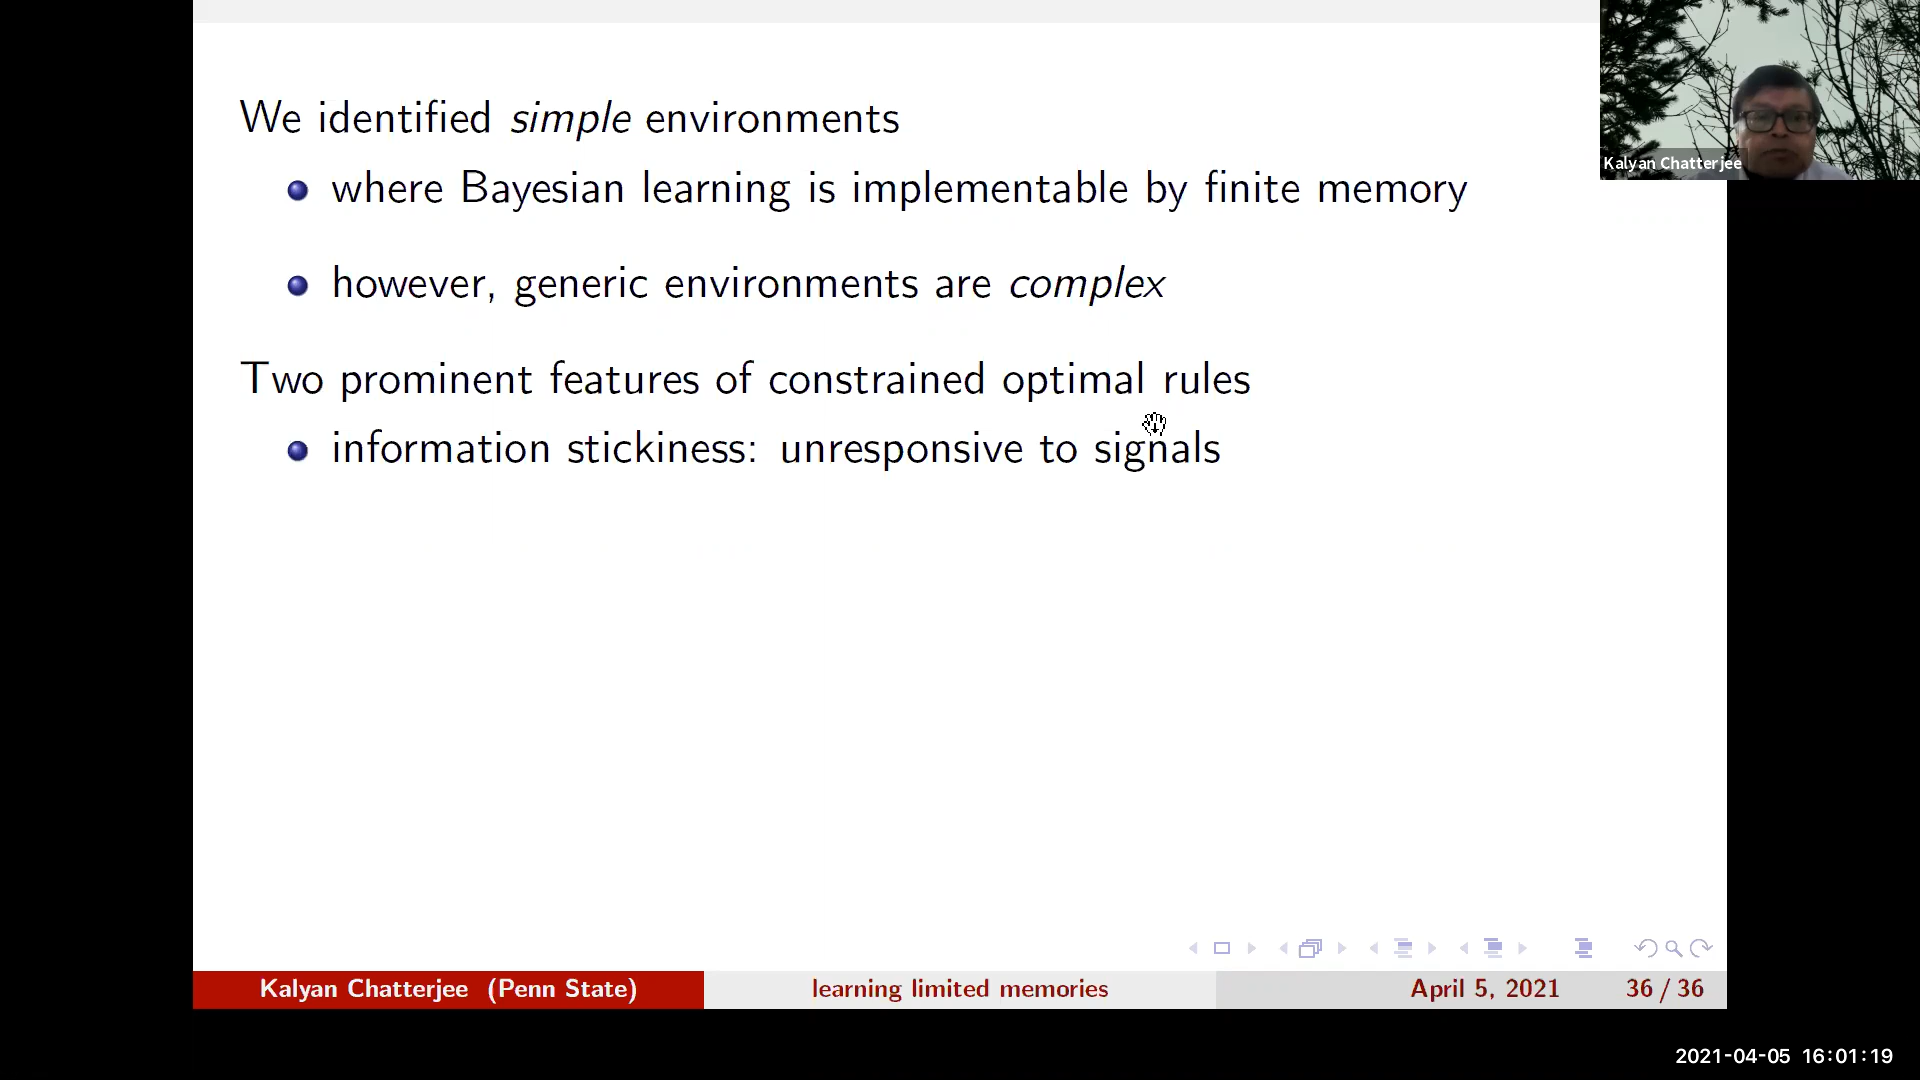 We identified simple environments
where Bayesian learning is implementable by finite memory
however, generic environments are complex
Two prominent features of constrained optimal rules
information stickiness: unresponsive to signals
Kalyan Chatterjee
Kalyan Chatterjee (Penn State)
learning limited memories
April 5, 2021
36 / 36
2021-04-05 16:01:19